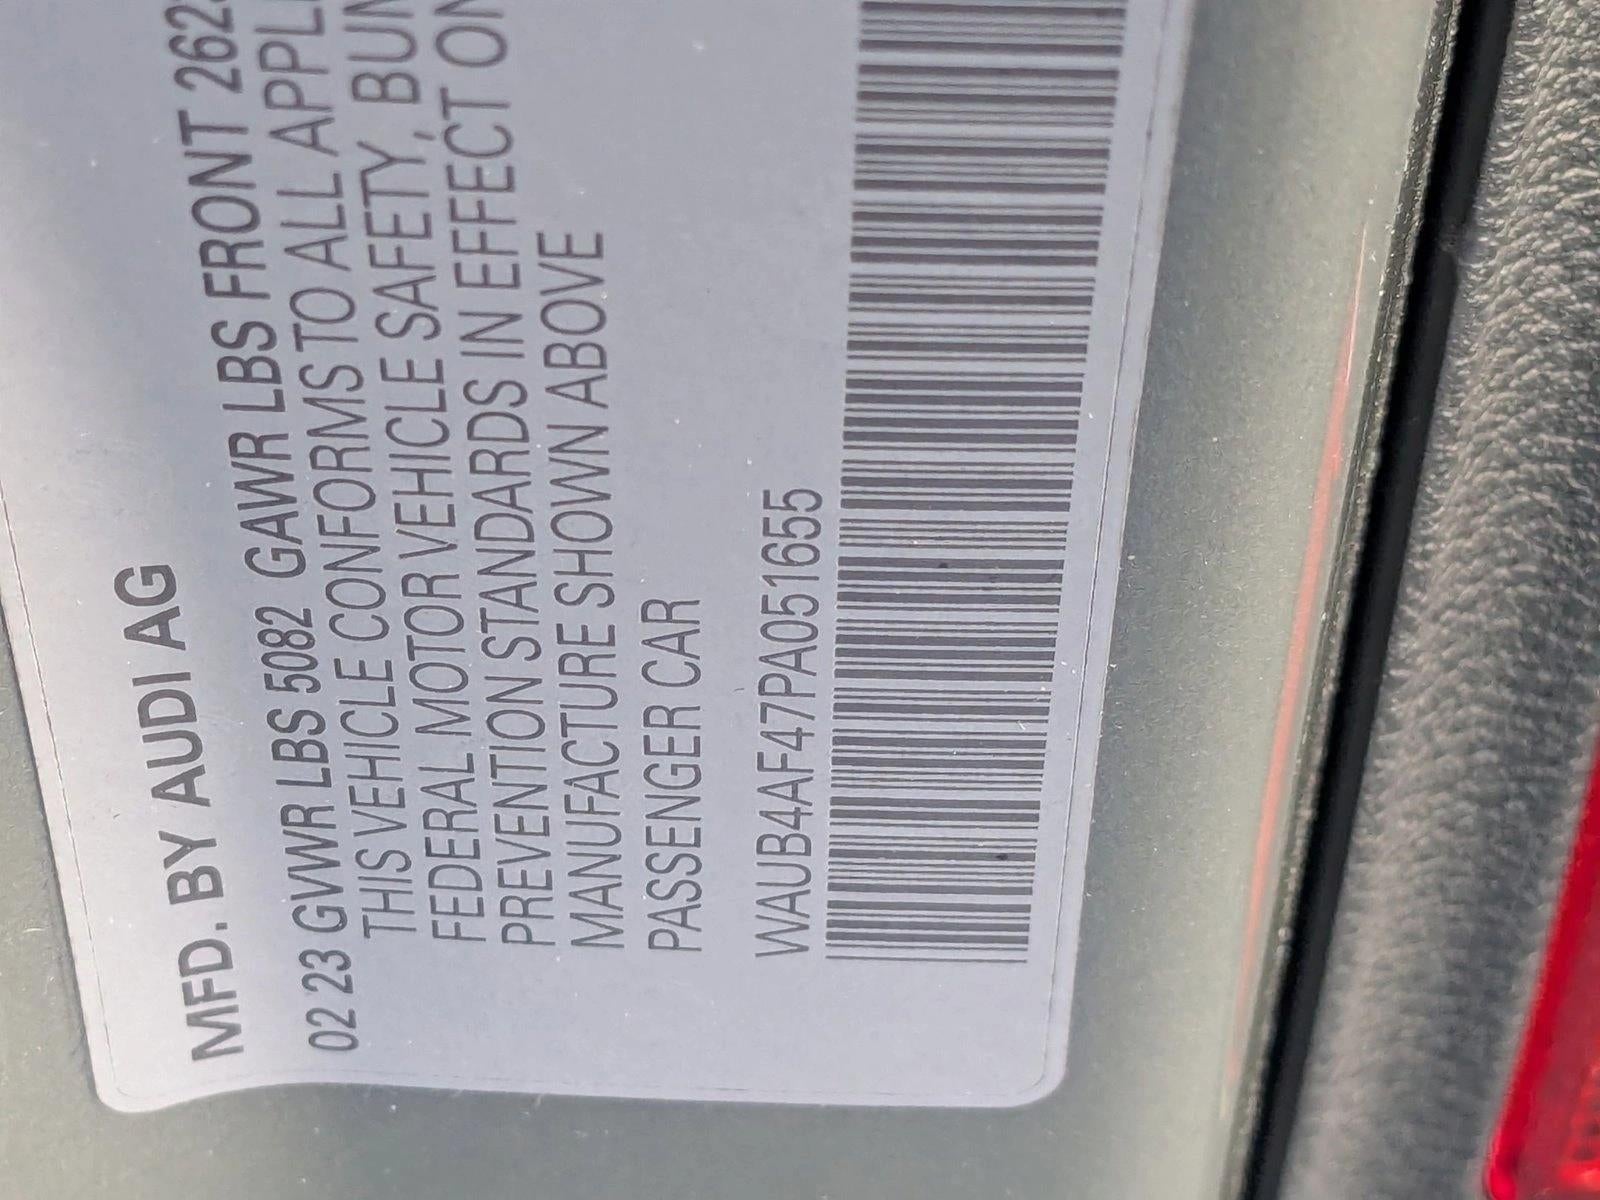 MFD. BY AUDI AG
02 23 GVWR LBS 5082 GAWR LBS FRONT 262
THIS VEHICLE CONFORMS TO ALL APPLI
FEDERAL MOTOR VEHICLE SAFETY, BUM
PREVENTION STANDARDS IN EFFECT ON
MANUFACTURE SHOWN ABOVE
PASSENGER CAR
WAUB4AF47PA051655